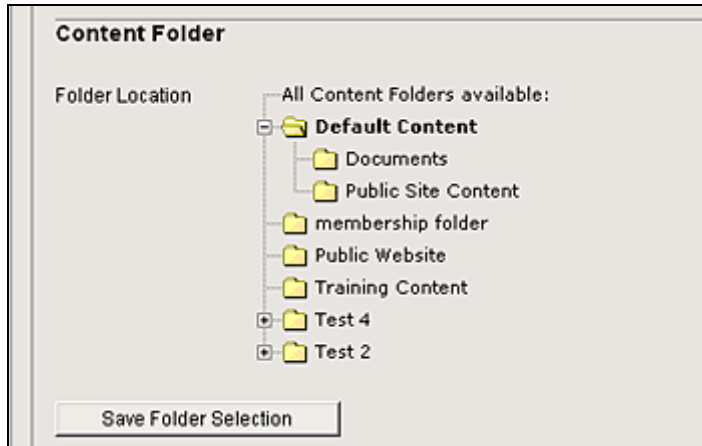 Content Folder
Folder Location
All Content Folders available:
Default Content
Documents
Public Site Content
membership folder
Public Website
Training Content
Test 4
Test 2
Save Folder Selection